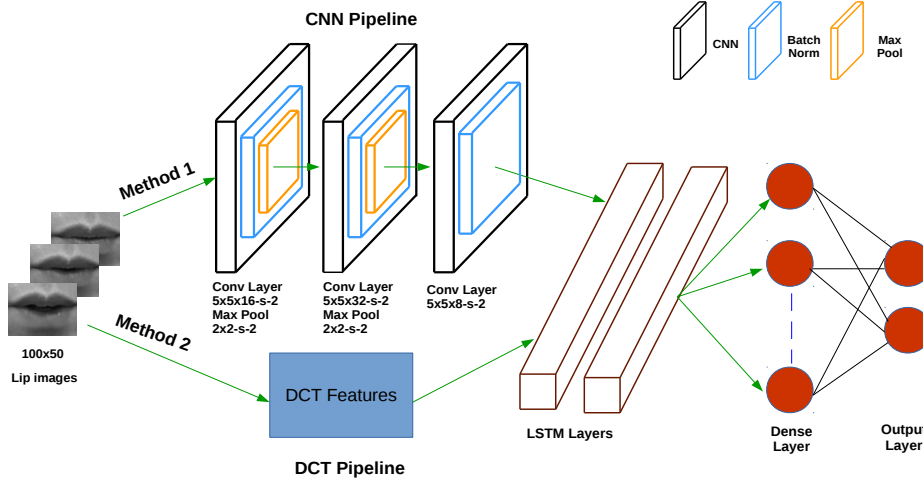 CNN Pipeline
CNN
Batch
Norm
Max
Pool
Method 1
Conv Layer
5x5x16-s-2
Max Pool
2x2-s-2
Conv Layer
5x5x32-s-2
Max Pool
2x2-s-2
Conv Layer
5x5x8-s-2
Method 2
100x50
Lip images
DCT Features
DCT Pipeline
LSTM Layers
Dense
Layer
Output
Layer